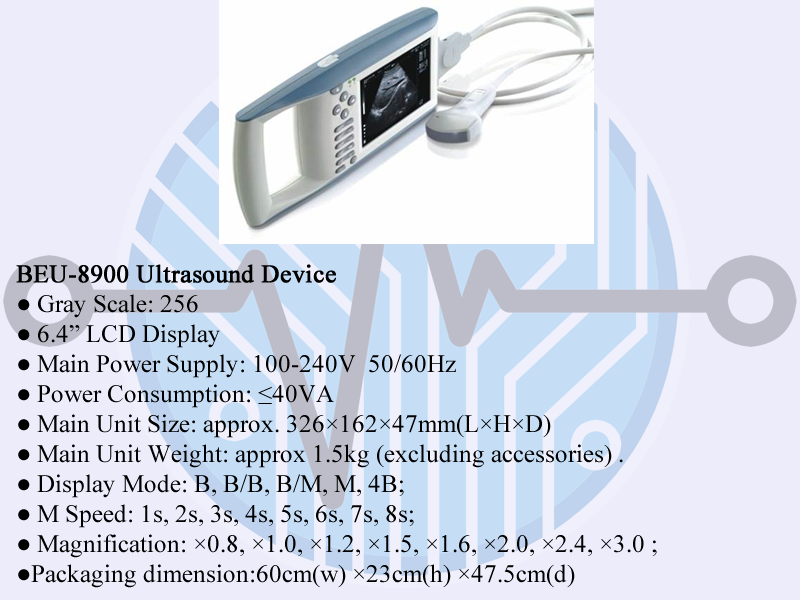 BEU-8900 Ultrasound Device
● Gray Scale: 256
● 6.4” LCD Display
● Main Power Supply: 100-240V  50/60Hz
● Power Consumption: ≤40VA
● Main Unit Size: approx. 326×162×47mm(L×H×D)
● Main Unit Weight: approx 1.5kg (excluding accessories) .
● Display Mode: B, B/B, B/M, M, 4B;
● M Speed: 1s, 2s, 3s, 4s, 5s, 6s, 7s, 8s;
● Magnification: ×0.8, ×1.0, ×1.2, ×1.5, ×1.6, ×2.0, ×2.4, ×3.0 ;
●Packaging dimension:60cm(w) ×23cm(h) ×47.5cm(d)